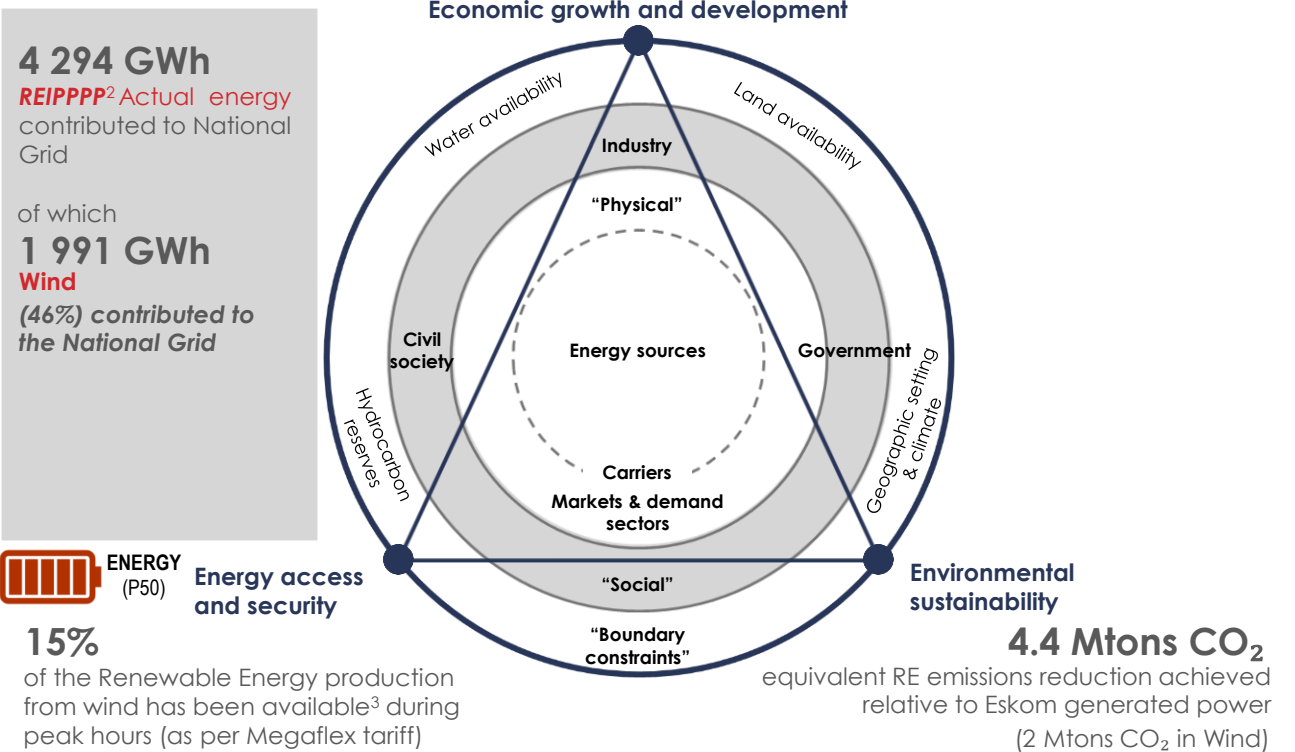 Economic growth and development
4 294 GWh
REIPPPP² Actual energy
contributed to National
Grid
of which
1 991 GWh
Wind
(46%) contributed to
the National Grid
Water availability
Land availability
Industry
“Physical”
Civil
society
Energy sources
Government
Hydrocarbon
reserves
Geographic setting
& climate
Carriers
Markets & demand
sectors
“Social”
“Boundary
constraints”
ENERGY
(P50)
Energy access
and security
15%
of the Renewable Energy production
from wind has been available³ during
peak hours (as per Megaflex tariff)
Environmental
sustainability
4.4 Mtons CO₂
equivalent RE emissions reduction achieved
relative to Eskom generated power
(2 Mtons CO₂ in Wind)